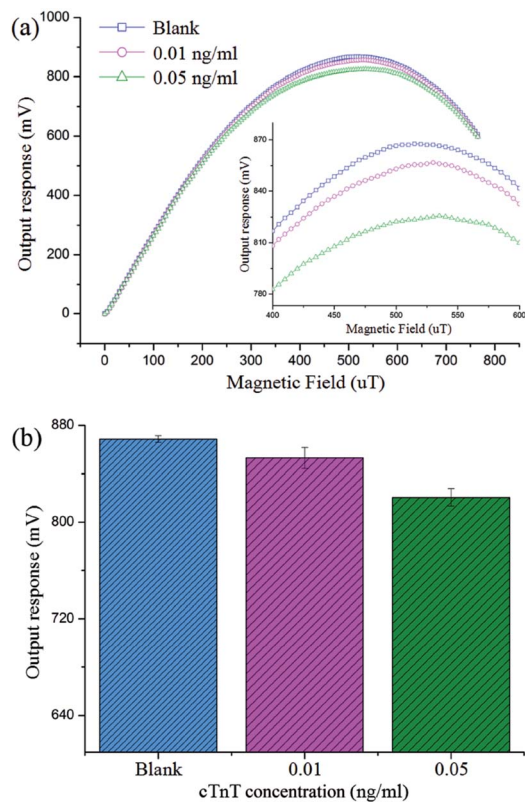 (a)
1000
800
600
400
200
0
Output response (mV)
Blank
0.01 ng/ml
0.05 ng/ml
870
840
810
780
Output response (mV)
400 450 500 550 600
Magnetic Field (uT)
0 100 200 300 400 500 600 700 800
Magnetic Field (uT)
(b)
880
800
720
640
Output response (mV)
Blank 0.01 0.05
cTnT concentration (ng/ml)